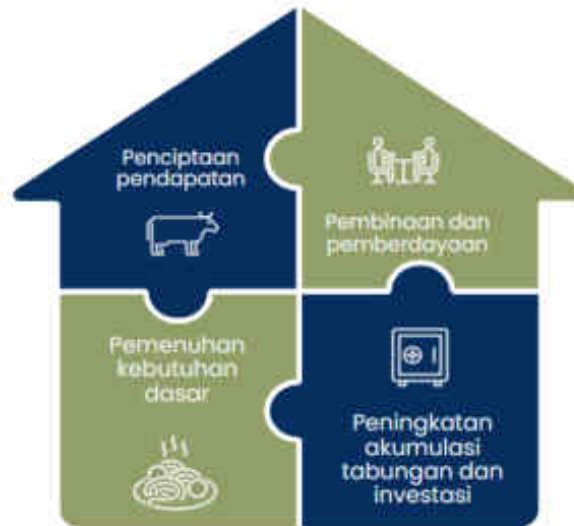 Penciptaan
pendapatan
Pembinaan dan
pemberdayaan
Pemenuhan
kebutuhan
dasar
Peningkatan
akumulasi
tabungan dan
investasi